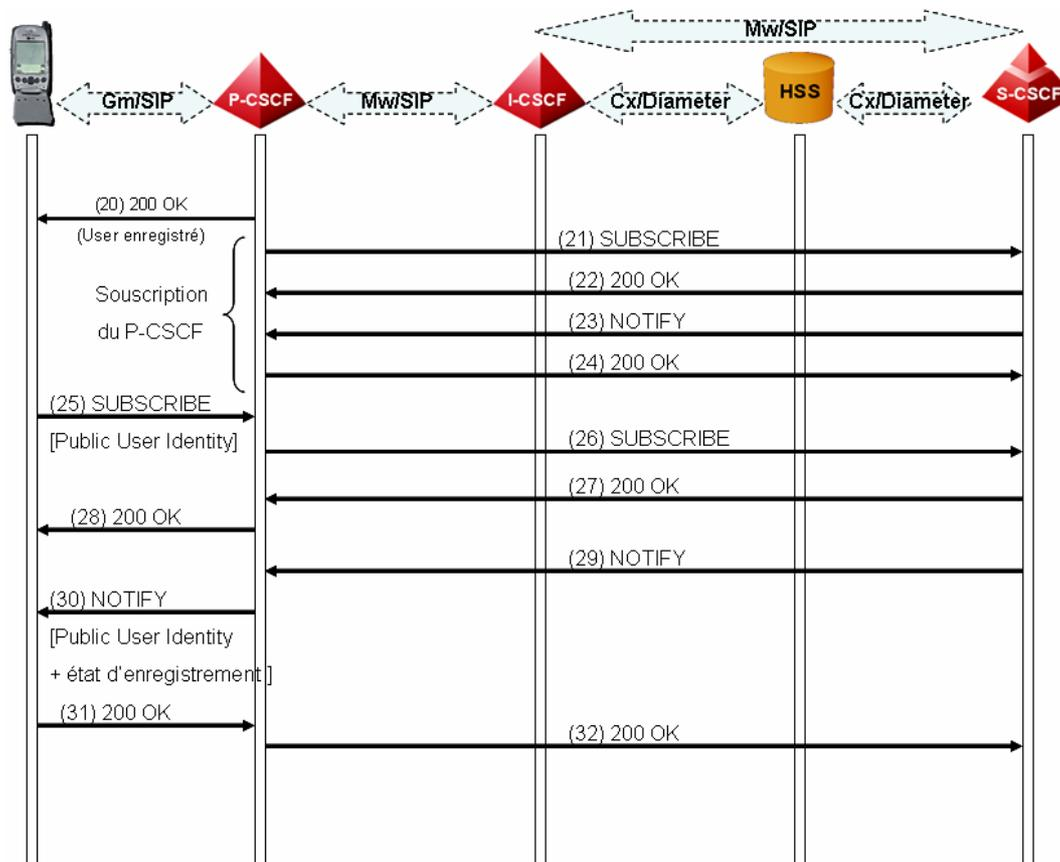 Mw/SIP
Gm/SIP
P-CSCF
Mw/SIP
I-CSCF
Cx/Diameter
HSS
Cx/Diameter
S-CSCF
(20) 200 OK
(User enregistré)
(21) SUBSCRIBE
(22) 200 OK
Souscription
du P-CSCF
(23) NOTIFY
(24) 200 OK
(25) SUBSCRIBE
[Public User Identity]
(26) SUBSCRIBE
(27) 200 OK
(28) 200 OK
(29) NOTIFY
(30) NOTIFY
[Public User Identity
+ état d'enregistrement ]
(31) 200 OK
(32) 200 OK